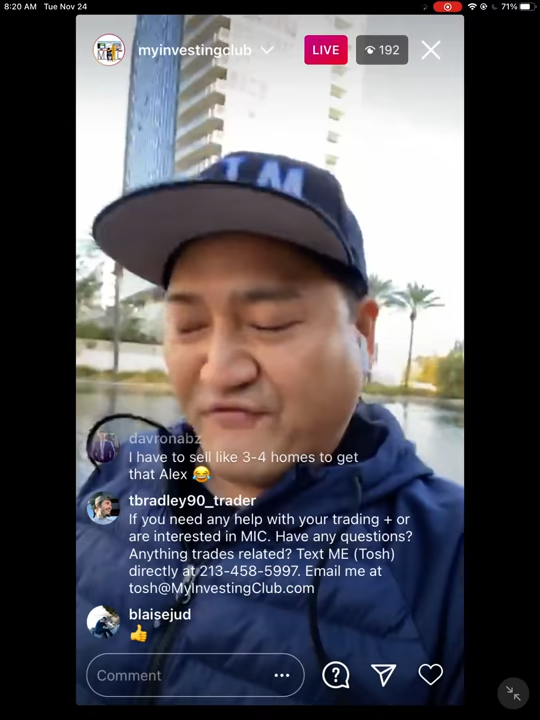 8:20 AM Tue Nov 24
71%
myinvestingclub
LIVE
192
davronabz
I have to sell like 3-4 homes to get
that Alex 😂
tbradley90_trader
If you need any help with your trading + or
are interested in MIC. Have any questions?
Anything trades related? Text ME (Tosh)
directly at 213-458-5997. Email me at
tosh@MyInvestingClub.com
blaisejud
👍
Comment